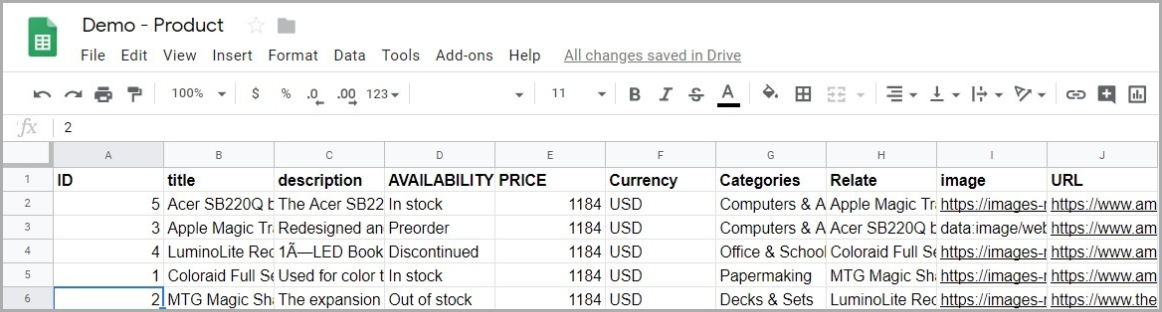 Demo - Product
File Edit View Insert Format Data Tools Add-ons Help All changes saved in Drive
100% $ % .0 .00 123 11 B I S A
fx 2
A B C D E F G H I J
1 ID title description AVAILABILITY PRICE Currency Categories Relate image URL
2 5 Acer SB220Q b The Acer SB22 In stock 1184 USD Computers & A Apple Magic Tr https://images-n https://www.am
3 3 Apple Magic Tr Redesigned an Preorder 1184 USD Computers & A Acer SB220Q b data:image/web https://www.am
4 4 LuminoLite Rec 1Ã—LED Book Discontinued 1184 USD Office & School Coloraid Full Se https://images-n https://www.am
5 1 Coloraid Full Se Used for color t In stock 1184 USD Papermaking MTG Magic Sha https://images-n https://www.am
6 2 MTG Magic Sha The expansion Out of stock 1184 USD Decks & Sets LuminoLite Rec https://images-n https://www.the